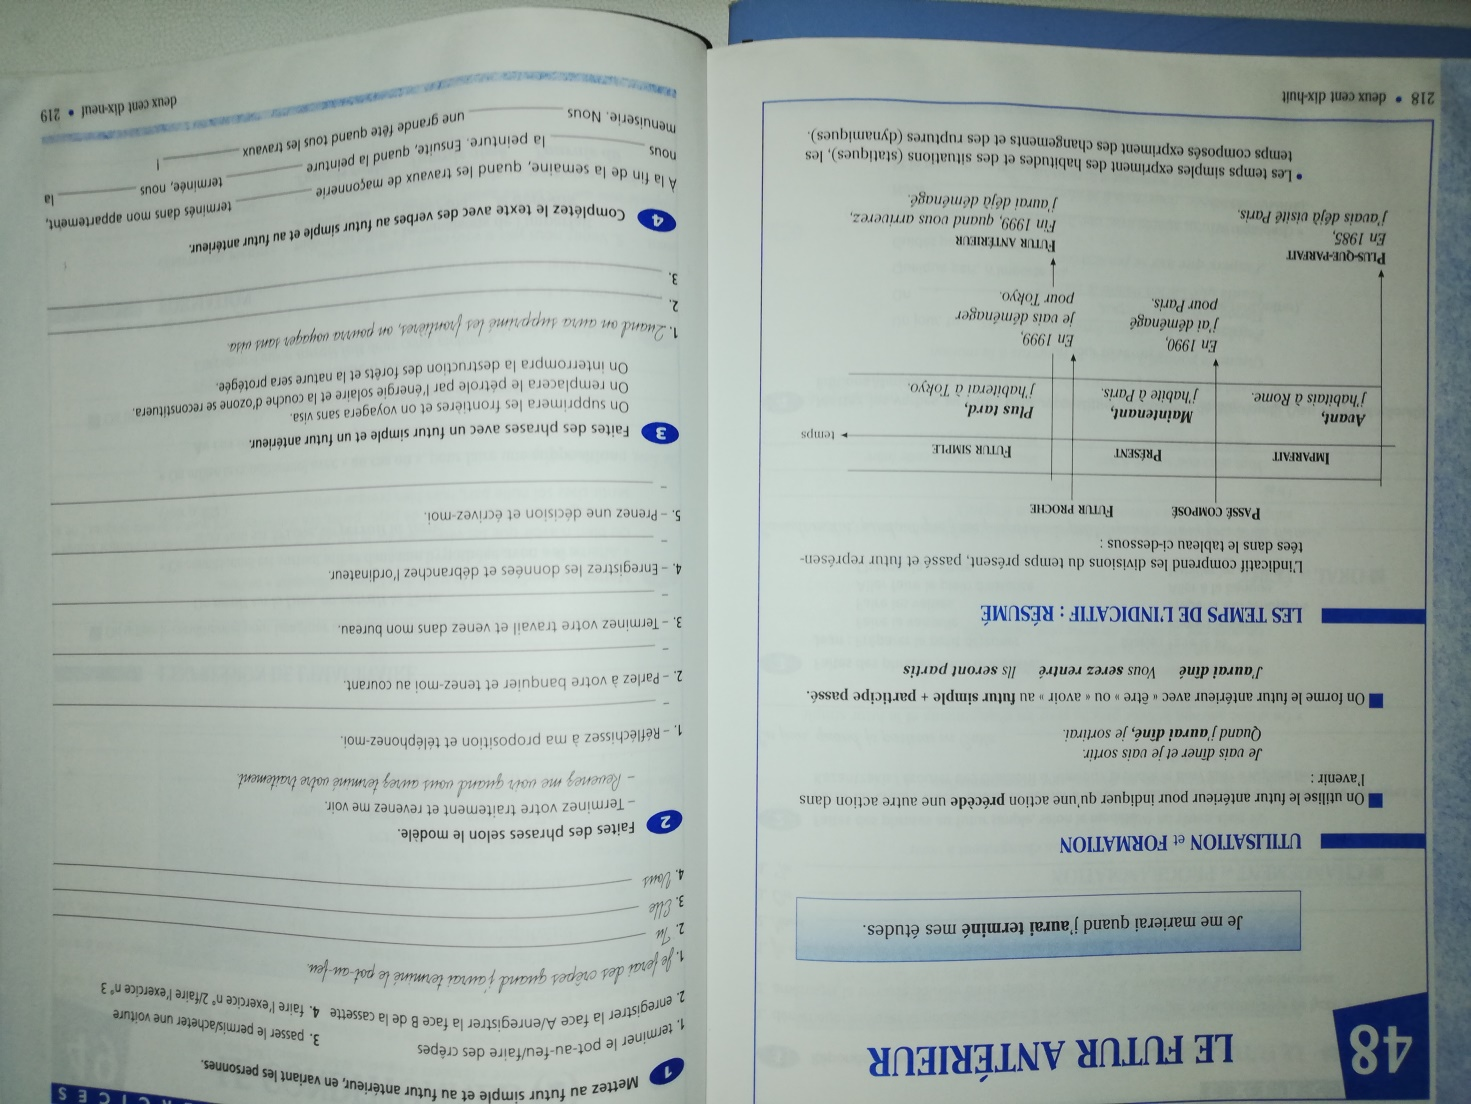 48
LE FUTUR ANTÉRIEUR
Je me marierai quand j'aurai terminé mes études.
UTILISATION et FORMATION
■ On utilise le futur antérieur pour indiquer qu'une action précède une autre action dans
l'avenir :
Je vais dîner et je vais sortir.
Quand j'aurai dîné, je sortirai.
■ On forme le futur antérieur avec « être » ou « avoir » au futur simple + participe passé.
J'aurai dîné Vous serez rentré Ils seront partis
LES TEMPS DE L'INDICATIF : RÉSUMÉ
L'indicatif comprend les divisions du temps présent, passé et futur représen-
tées dans le tableau ci-dessous :
PASSÉ COMPOSÉ FUTUR PROCHE
IMPARFAIT PRÉSENT FUTUR SIMPLE
temps
Avant, Maintenant, Plus tard,
j'habitais à Rome. j'habite à Paris. j'habiterai à Tokyo.
En 1990, En 1999,
j'ai déménagé je vais déménager
pour Paris. pour Tokyo.
PLUS-QUE-PARFAIT FUTUR ANTÉRIEUR
En 1985, Fin 1999, quand vous arriverez,
j'avais déjà visité Paris. j'aurai déjà déménagé.
• Les temps simples expriment des habitudes et des situations (statiques), les
temps composés expriment des changements et des ruptures (dynamiques).
218 • deux cent dix-huit
RCICES
1 Mettez au futur simple et au futur antérieur, en variant les personnes.
1. terminer le pot-au-feu/faire des crêpes 3. passer le permis/acheter une voiture
2. enregistrer la face A/enregistrer la face B de la cassette 4. faire l'exercice n° 2/faire l'exercice n° 3
1. Je ferai des crêpes quand j'aurai terminé le pot-au-feu.
2. Tu
3. Elle
4. Vous
2 Faites des phrases selon le modèle.
– Terminez votre traitement et revenez me voir.
– Revenez me voir quand vous aurez terminé votre traitement.
1. – Réfléchissez à ma proposition et téléphonez-moi.
–
2. – Parlez à votre banquier et tenez-moi au courant.
–
3. – Terminez votre travail et venez dans mon bureau.
–
4. – Enregistrez les données et débranchez l'ordinateur.
–
5. – Prenez une décision et écrivez-moi.
–
3 Faites des phrases avec un futur simple et un futur antérieur.
On supprimera les frontières et on voyagera sans visa.
On remplacera le pétrole par l'énergie solaire et la couche d'ozone se reconstituera.
On interrompra la destruction des forêts et la nature sera protégée.
1. Quand on aura supprimé les frontières, on pourra voyager sans visa.
2.
3.
4 Complétez le texte avec des verbes au futur simple et au futur antérieur.
À la fin de la semaine, quand les travaux de maçonnerie ______ terminés dans mon appartement,
nous ______ la peinture. Ensuite, quand la peinture ______ terminée, nous ______ la
menuiserie. Nous ______ une grande fête quand tous les travaux ______ !
deux cent dix-neuf • 219